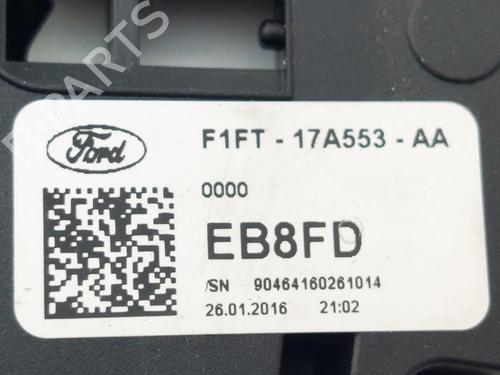 Ford
F1FT - 17A553 - AA
0000
EB8FD
/SN 90464160261014
26.01.2016 21:02